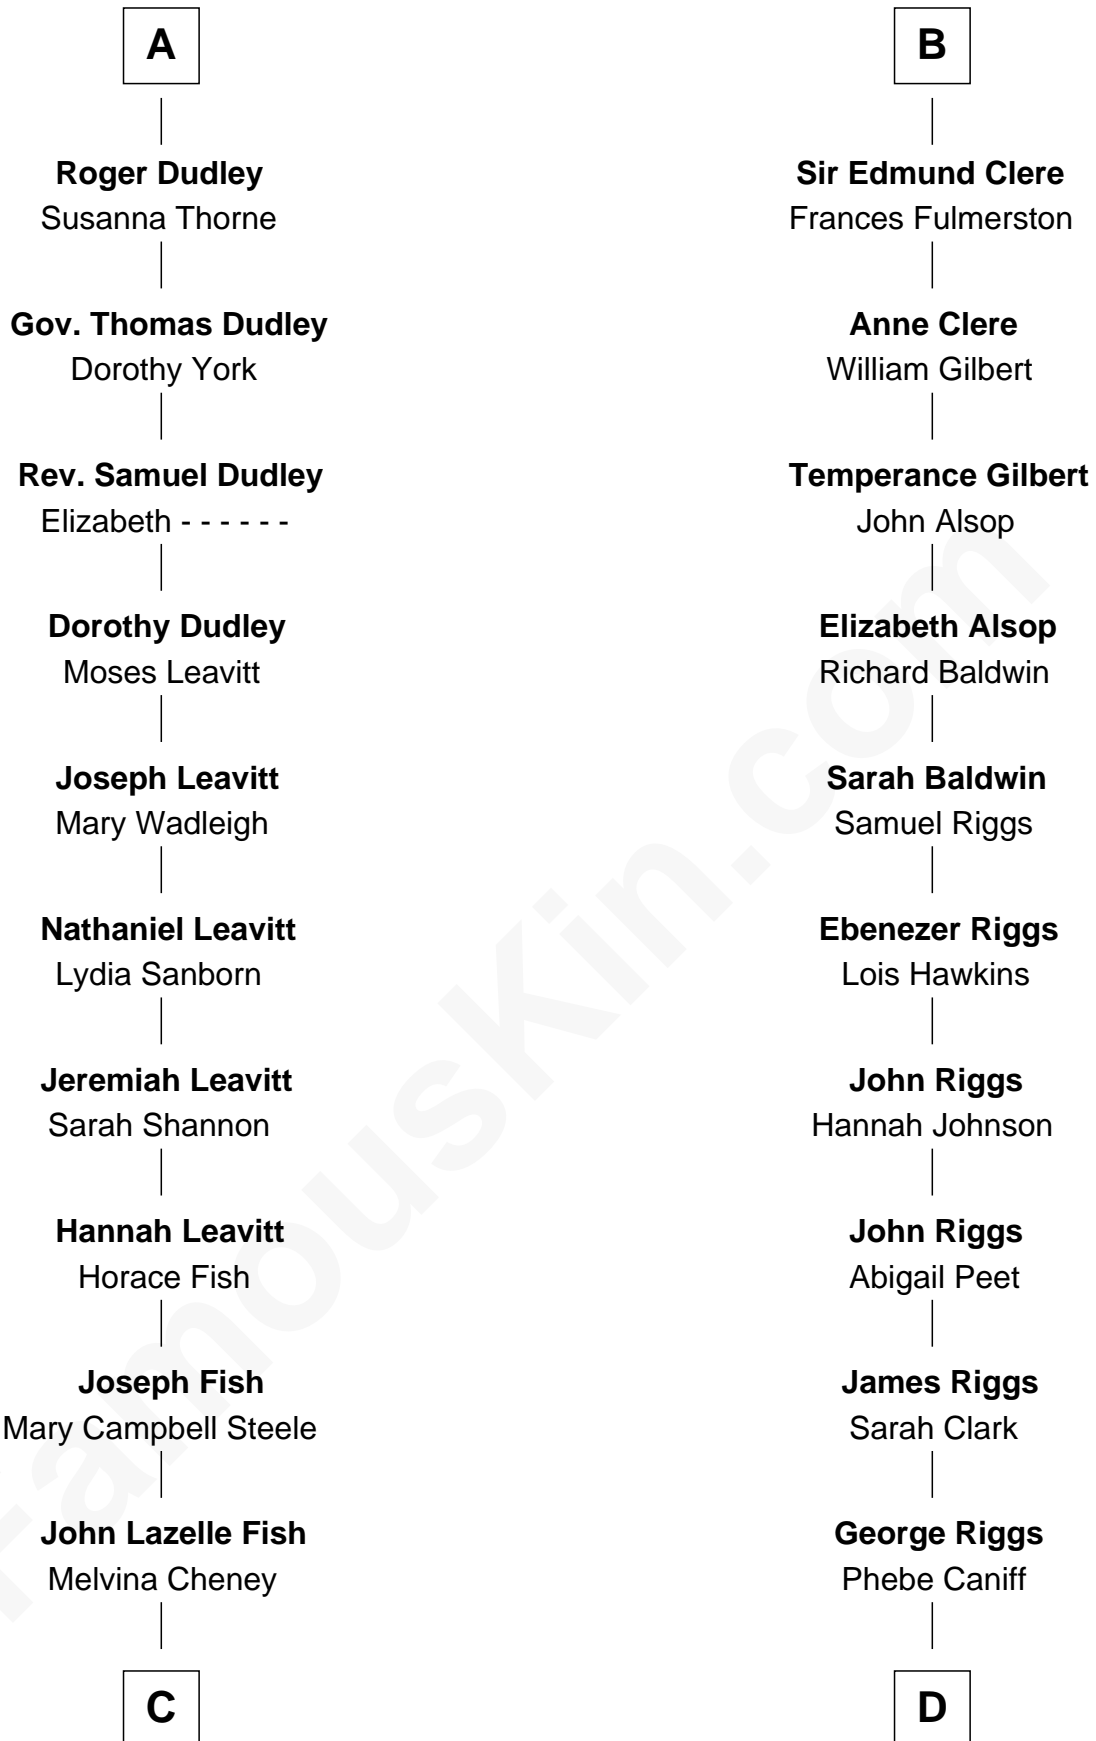 A
Roger Dudley
Susanna Thorne
Gov. Thomas Dudley
Dorothy York
Rev. Samuel Dudley
Elizabeth - - - - - -
Dorothy Dudley
Moses Leavitt
Joseph Leavitt
Mary Wadleigh
Nathaniel Leavitt
Lydia Sanborn
Jeremiah Leavitt
Sarah Shannon
Hannah Leavitt
Horace Fish
Joseph Fish
Mary Campbell Steele
John Lazelle Fish
Melvina Cheney
C
B
Sir Edmund Clere
Frances Fulmerston
Anne Clere
William Gilbert
Temperance Gilbert
John Alsop
Elizabeth Alsop
Richard Baldwin
Sarah Baldwin
Samuel Riggs
Ebenezer Riggs
Lois Hawkins
John Riggs
Hannah Johnson
John Riggs
Abigail Peet
James Riggs
Sarah Clark
George Riggs
Phebe Caniff
D
FamousKin.com